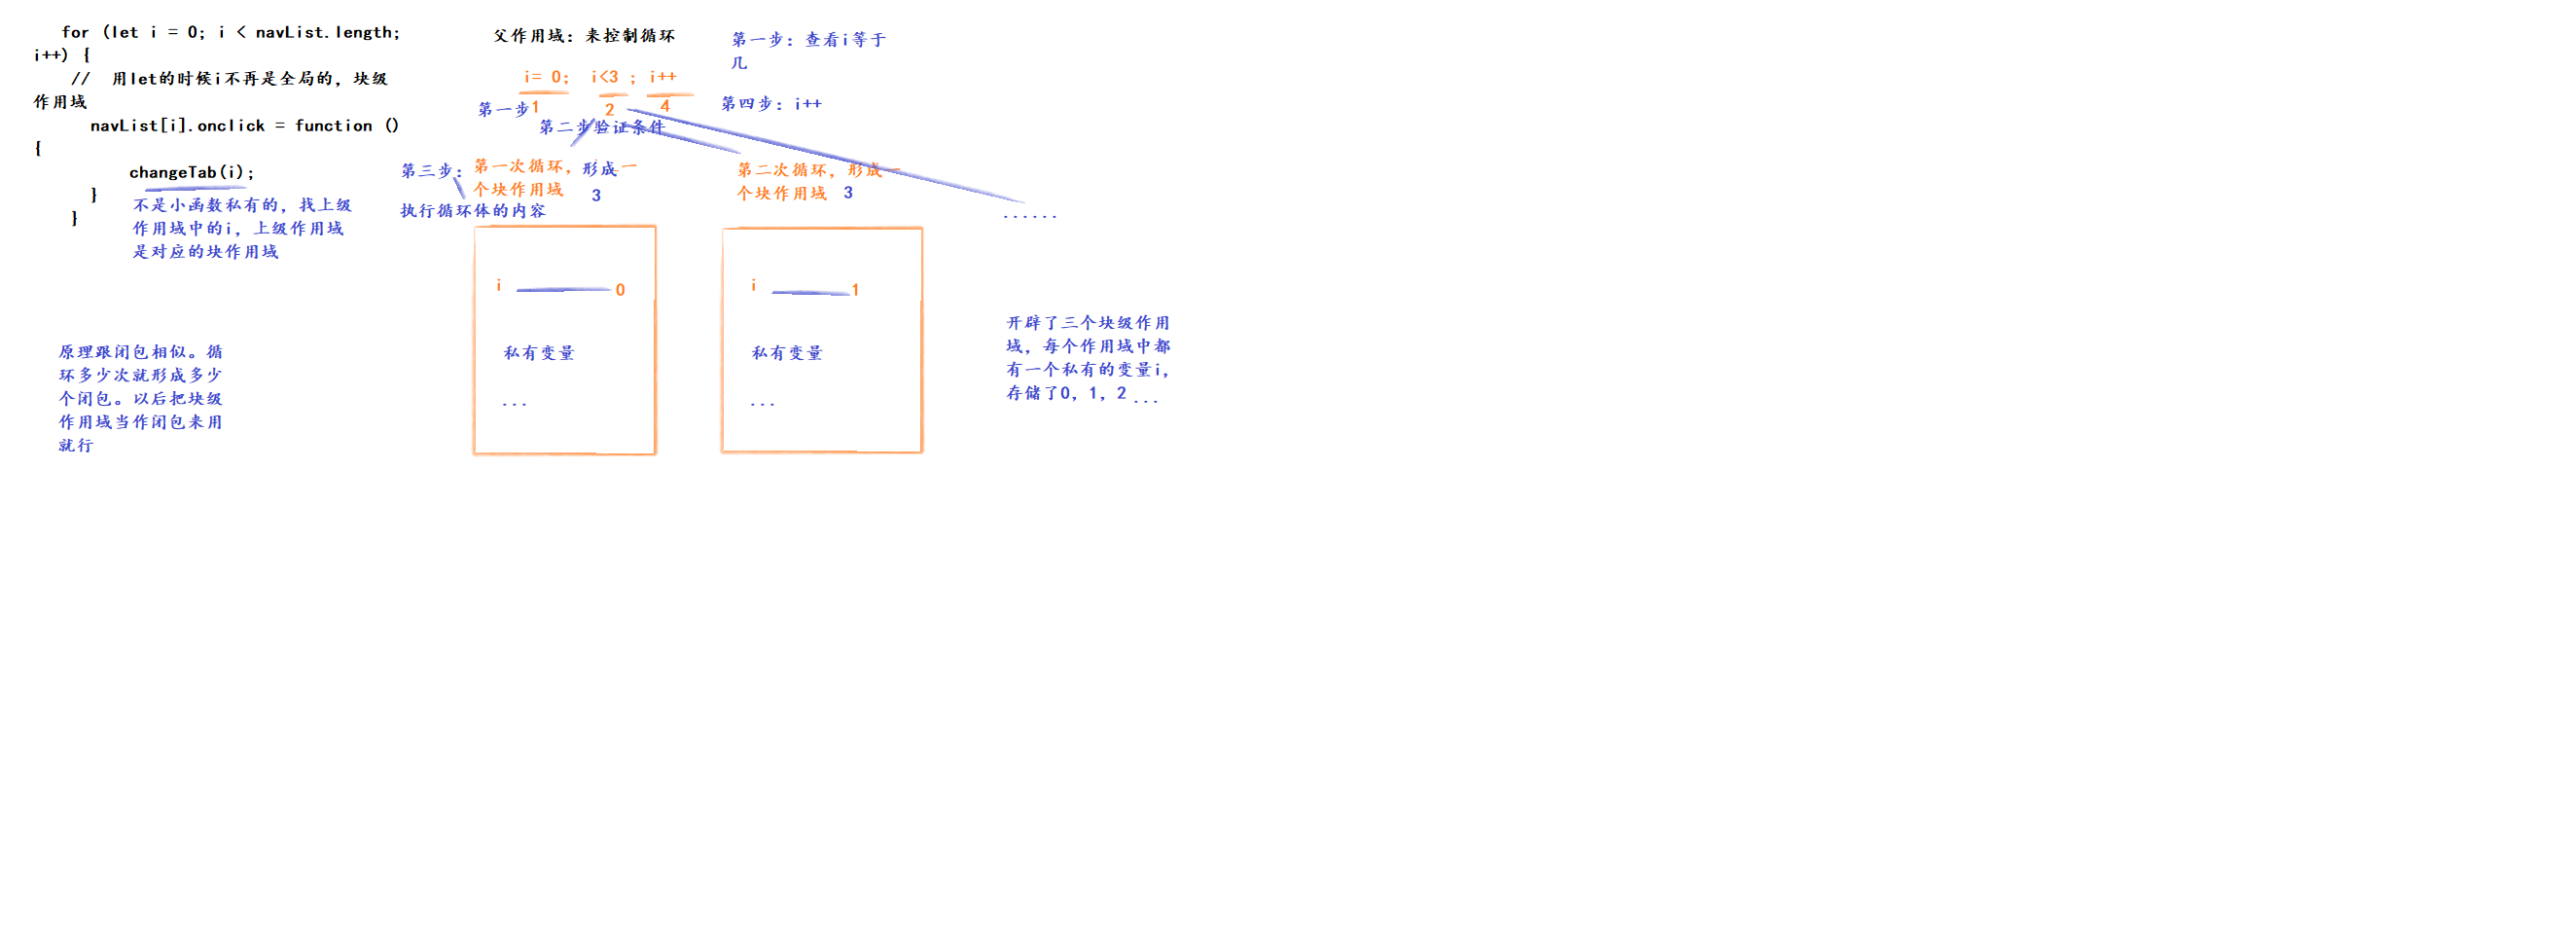 for (let i = 0; i < navList.length;
i++) {
// 用let的时候i不再是全局的，块级
作用域
navList[i].onclick = function ()
{
changeTab(i);
}
}
不是小函数私有的，找上级
作用域中的i，上级作用域
是对应的块作用域
原理跟闭包相似。循
环多少次就形成多少
个闭包。以后把块级
作用域当作闭包来用
就行
父作用域：来控制循环
i= 0； i<3 ；i++
第一步1 2 4
第二步验证条件
第一步：查看i等于
几
第四步：i++
第三步：
执行循环体的内容
第一次循环，形成一
个块作用域 3
第二次循环，形成一
个块作用域 3
......
i 0
私有变量
...
i 1
私有变量
...
开辟了三个块级作用
域，每个作用域中都
有一个私有的变量i，
存储了0，1，2 ...